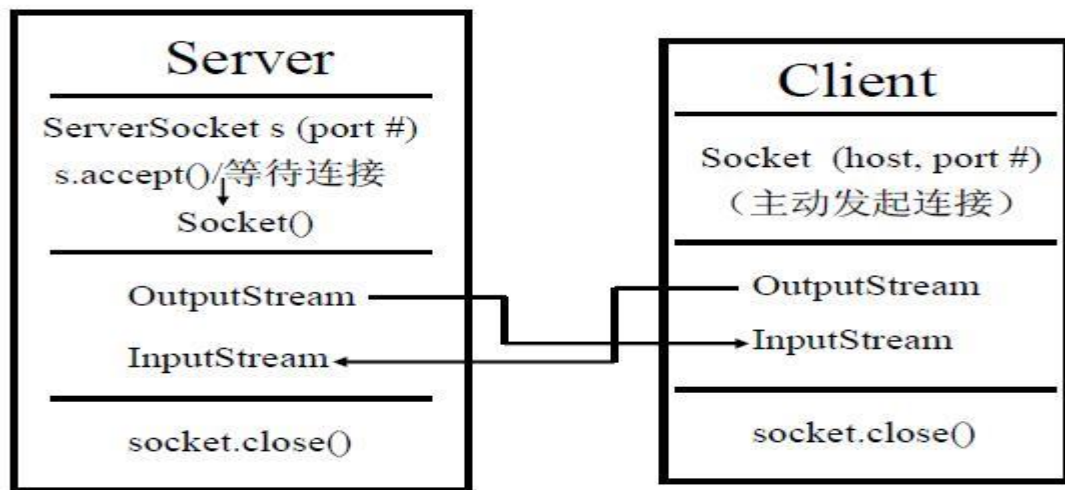 Server
ServerSocket s (port #)
s.accept()/等待连接
Socket()
OutputStream
InputStream
socket.close()
Client
Socket (host, port #)
（主动发起连接）
OutputStream
InputStream
socket.close()